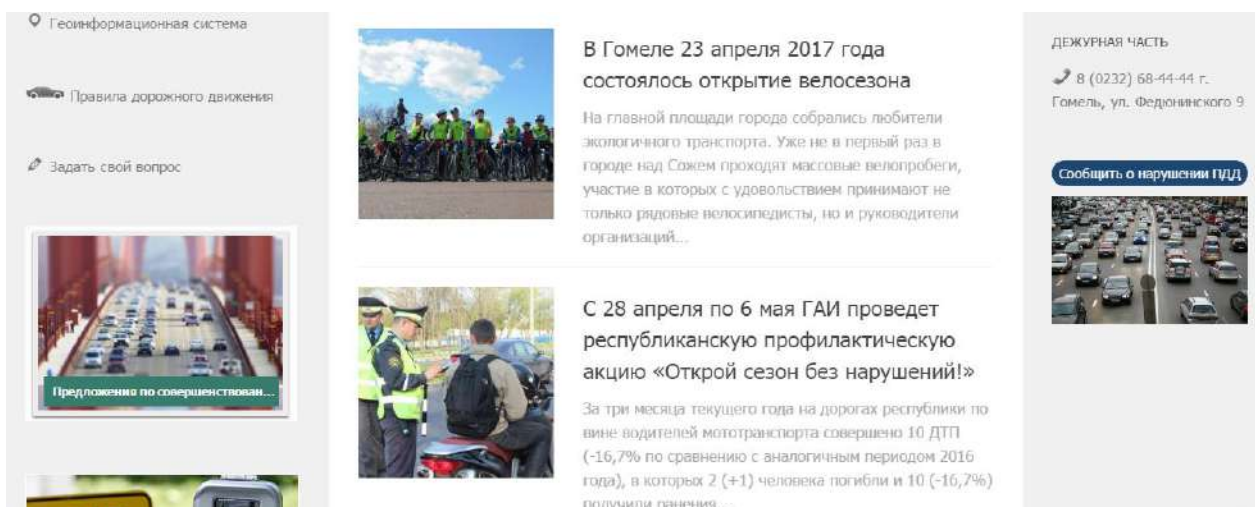 Геоинформационная система
Правила дорожного движения
Задать свой вопрос
Предложения по совершенствован...
В Гомеле 23 апреля 2017 года
состоялось открытие велосезона
На главной площади города собрались любители
экологичного транспорта. Уже не в первый раз в
городе над Сожем проходят массовые велопробеги,
участие в которых с удовольствием принимают не
только рядовые велосипедисты, но и руководители
организаций...
С 28 апреля по 6 мая ГАИ проведет
республиканскую профилактическую
акцию «Открой сезон без нарушений!»
За три месяца текущего года на дорогах республики по
вине водителей мототранспорта совершено 10 ДТП
(-16,7% по сравнению с аналогичным периодом 2016
года), в которых 2 (+1) человека погибли и 10 (-16,7%)
получили ранения...
ДЕЖУРНАЯ ЧАСТЬ
8 (0232) 68-44-44 г.
Гомель, ул. Федюнинского 9
Сообщить о нарушении ПДД